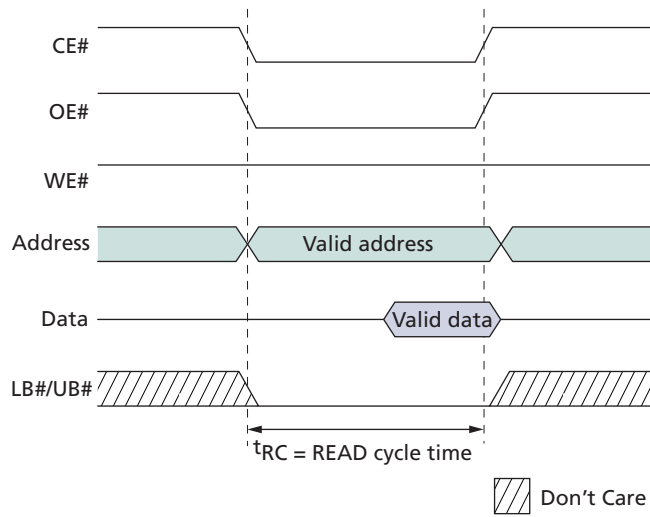 CE#
OE#
WE#
Address
Valid address
Data
Valid data
LB#/UB#
tRC = READ cycle time
Don't Care